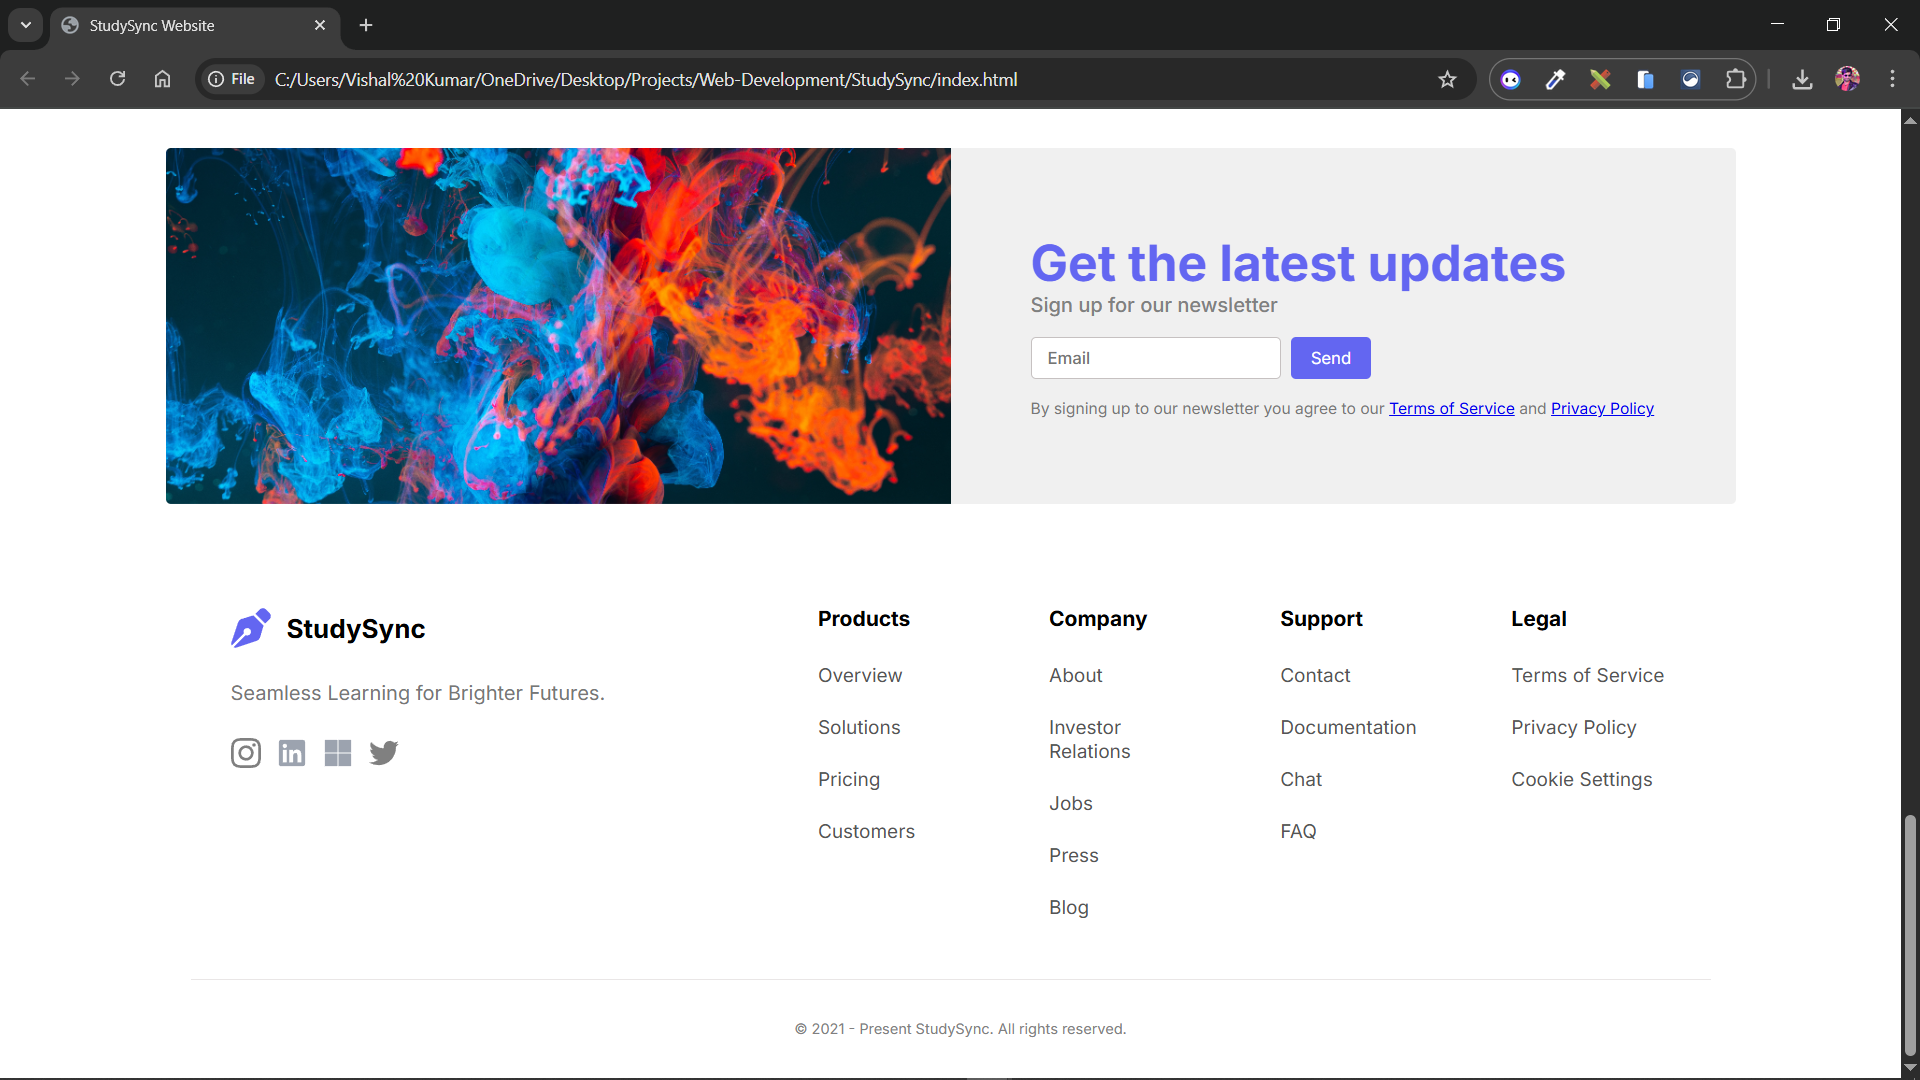 StudySync Website
File
C:/Users/Vishal%20Kumar/OneDrive/Desktop/Projects/Web-Development/StudySync/index.html
Get the latest updates
Sign up for our newsletter
Email
Send
By signing up to our newsletter you agree to our Terms of Service and Privacy Policy
StudySync
Seamless Learning for Brighter Futures.
in
Products
Overview
Solutions
Pricing
Customers
Company
About
Investor
Relations
Jobs
Press
Blog
Support
Contact
Documentation
Chat
FAQ
Legal
Terms of Service
Privacy Policy
Cookie Settings
© 2021 - Present StudySync. All rights reserved.